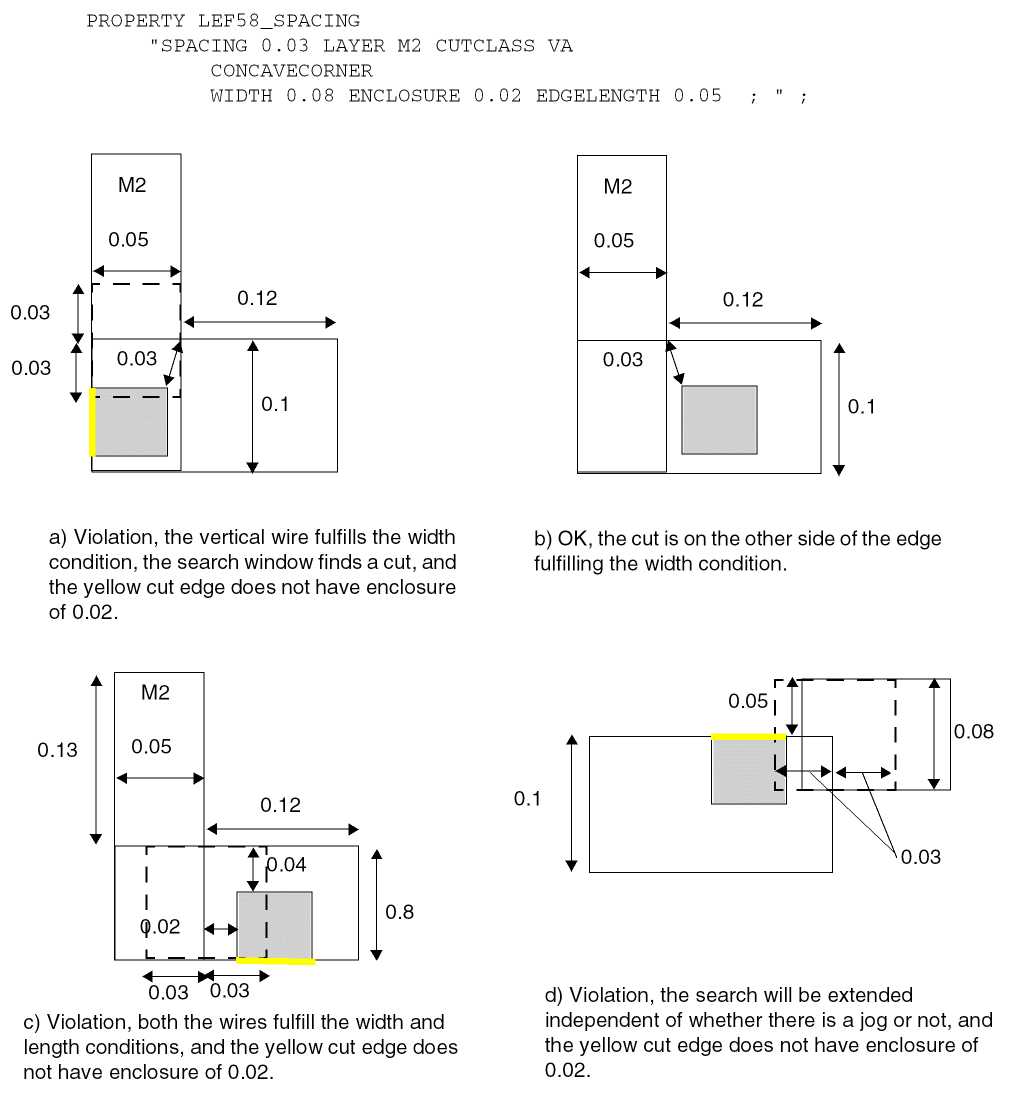 PROPERTY LEF58_SPACING
"SPACING 0.03 LAYER M2 CUTCLASS VA
CONCAVECORNER
WIDTH 0.08 ENCLOSURE 0.02 EDGELENGTH 0.05 ; " ;
M2
0.05
0.12
0.03
0.03
0.03
0.1
a) Violation, the vertical wire fulfills the width
condition, the search window finds a cut, and
the yellow cut edge does not have enclosure
of 0.02.
M2
0.05
0.12
0.03
0.1
b) OK, the cut is on the other side of the edge
fulfilling the width condition.
M2
0.13
0.05
0.12
0.04
0.8
0.02
0.03
0.03
c) Violation, both the wires fulfill the width and
length conditions, and the yellow cut edge does
not have enclosure of 0.02.
0.05
0.08
0.1
0.03
d) Violation, the search will be extended
independent of whether there is a jog or not, and
the yellow cut edge does not have enclosure of
0.02.